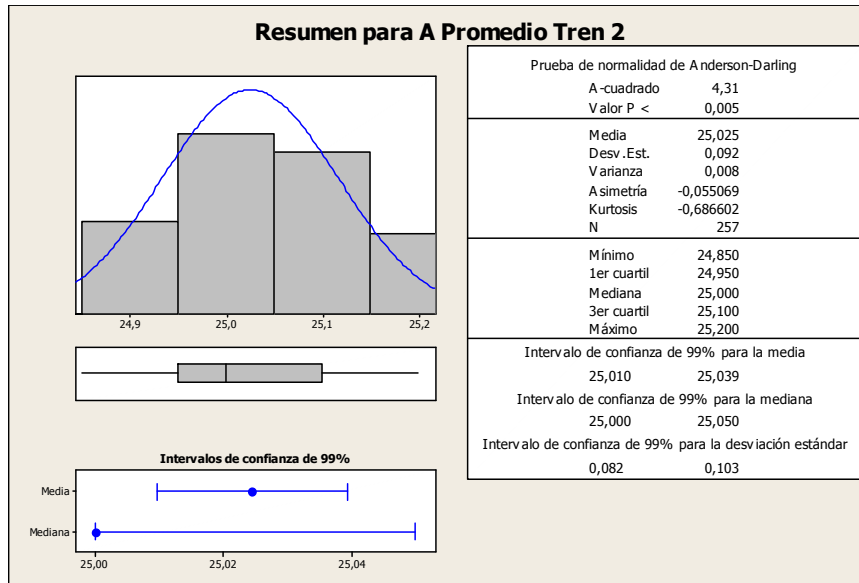 Resumen para A Promedio Tren 2
24,9 25,0 25,1 25,2
Intervalos de confianza de 99%
Media
Mediana
25,00 25,02 25,04
Prueba de normalidad de Anderson-Darling
A-cuadrado 4,31
Valor P < 0,005
Media 25,025
Desv.Est. 0,092
Varianza 0,008
Asimetría -0,055069
Kurtosis -0,686602
N 257
Mínimo 24,850
1er cuartil 24,950
Mediana 25,000
3er cuartil 25,100
Máximo 25,200
Intervalo de confianza de 99% para la media
25,010 25,039
Intervalo de confianza de 99% para la mediana
25,000 25,050
Intervalo de confianza de 99% para la desviación estándar
0,082 0,103